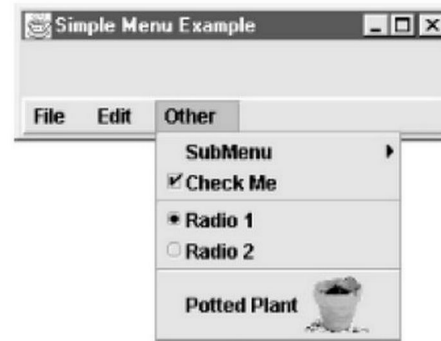 Simple Menu Example
File Edit Other
SubMenu
Check Me
Radio 1
Radio 2
Potted Plant